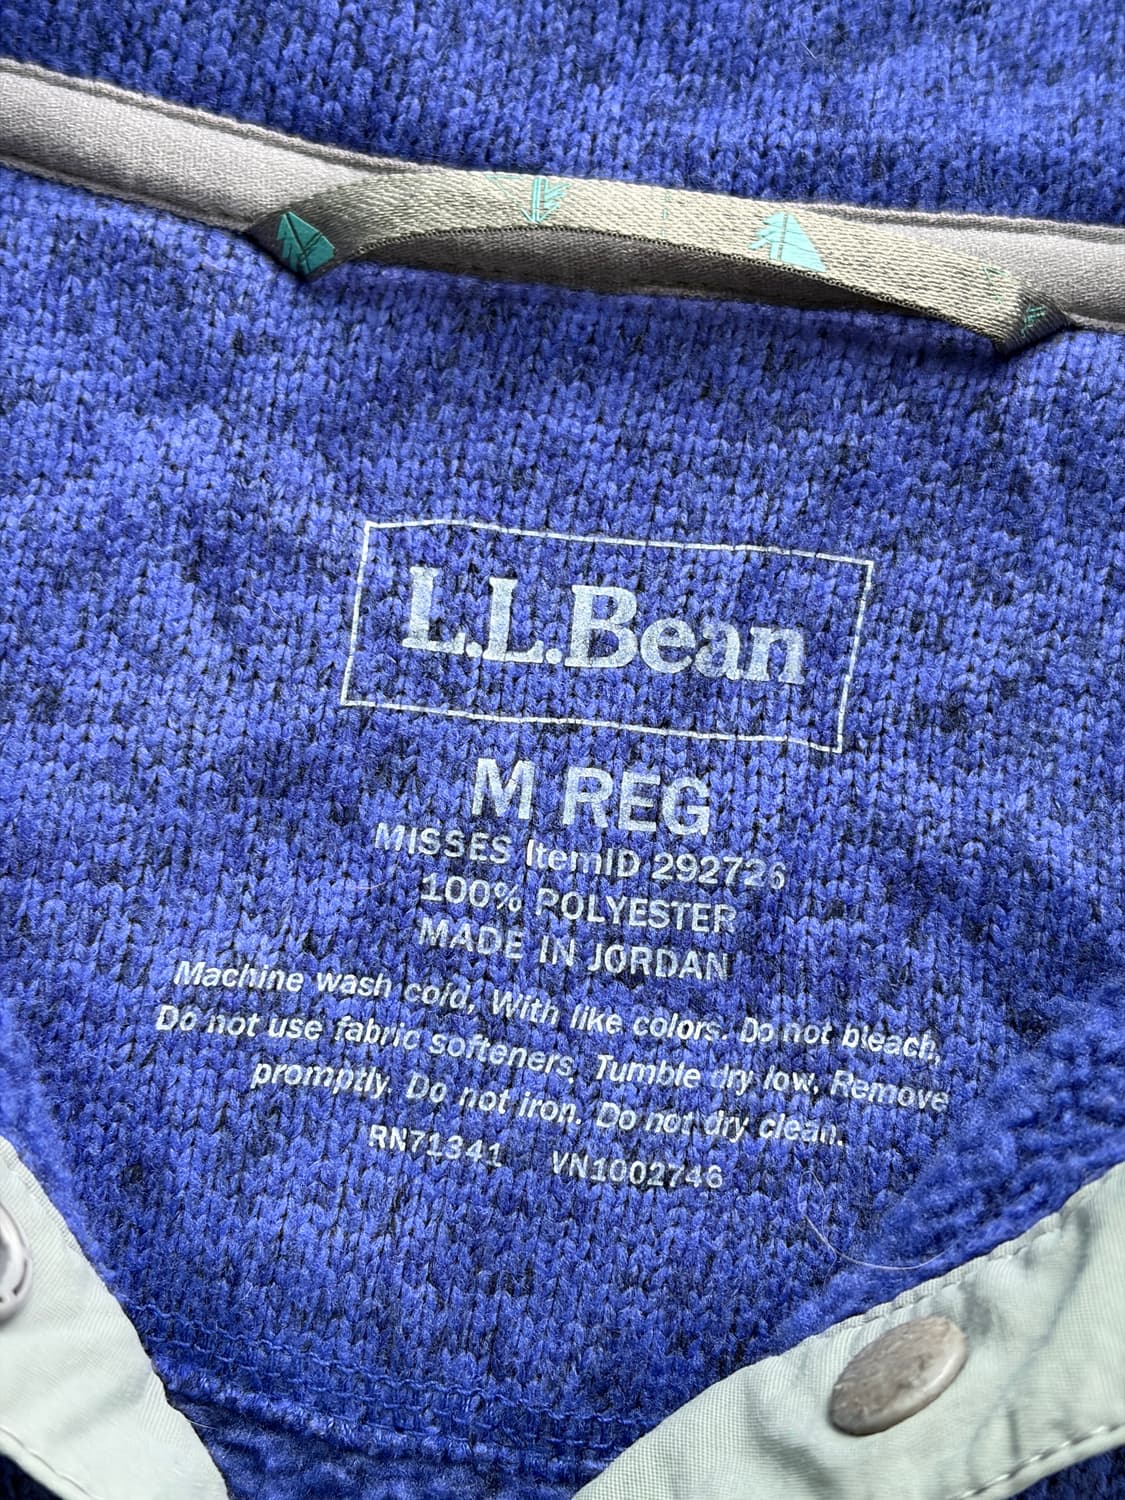 L.L.Bean
M REG
MISSES ItemID 292726
100% POLYESTER
MADE IN JORDAN
Machine wash cold, With like colors. Do not bleach,
Do not use fabric softeners, Tumble dry low, Remove
promptly. Do not iron. Do not dry clean.
RN71341 VN1002746